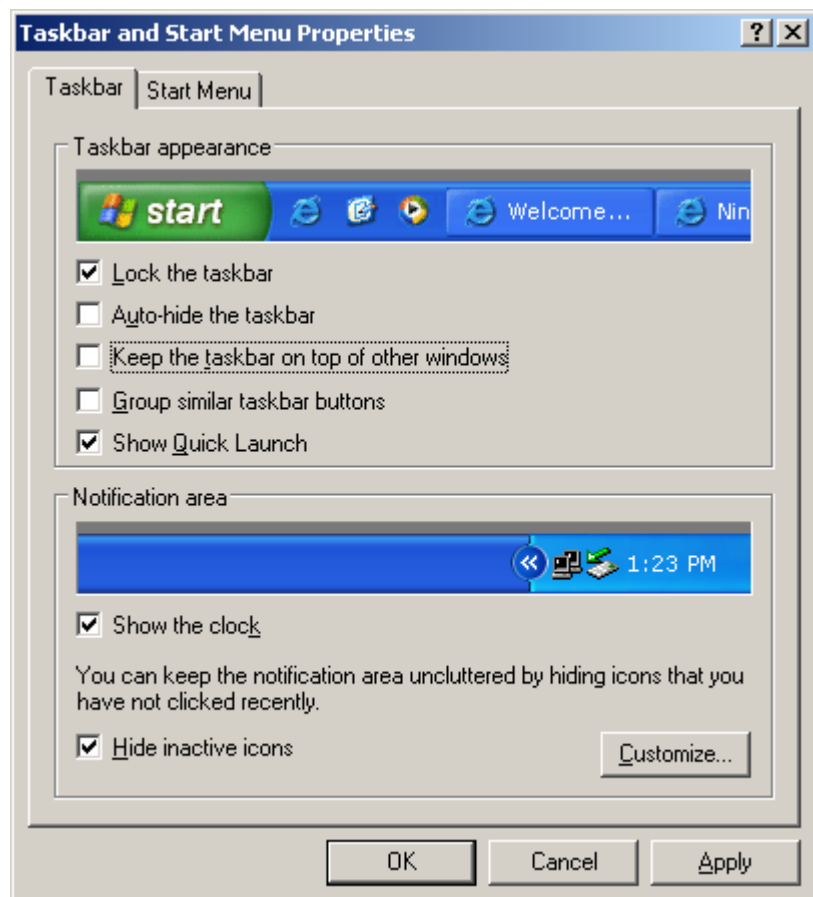 Taskbar and Start Menu Properties
Taskbar
Start Menu
Taskbar appearance
start
Welcome...
Nin
Lock the taskbar
Auto-hide the taskbar
Keep the taskbar on top of other windows
Group similar taskbar buttons
Show Quick Launch
Notification area
1:23 PM
Show the clock
You can keep the notification area uncluttered by hiding icons that you
have not clicked recently.
Hide inactive icons
Customize...
OK
Cancel
Apply